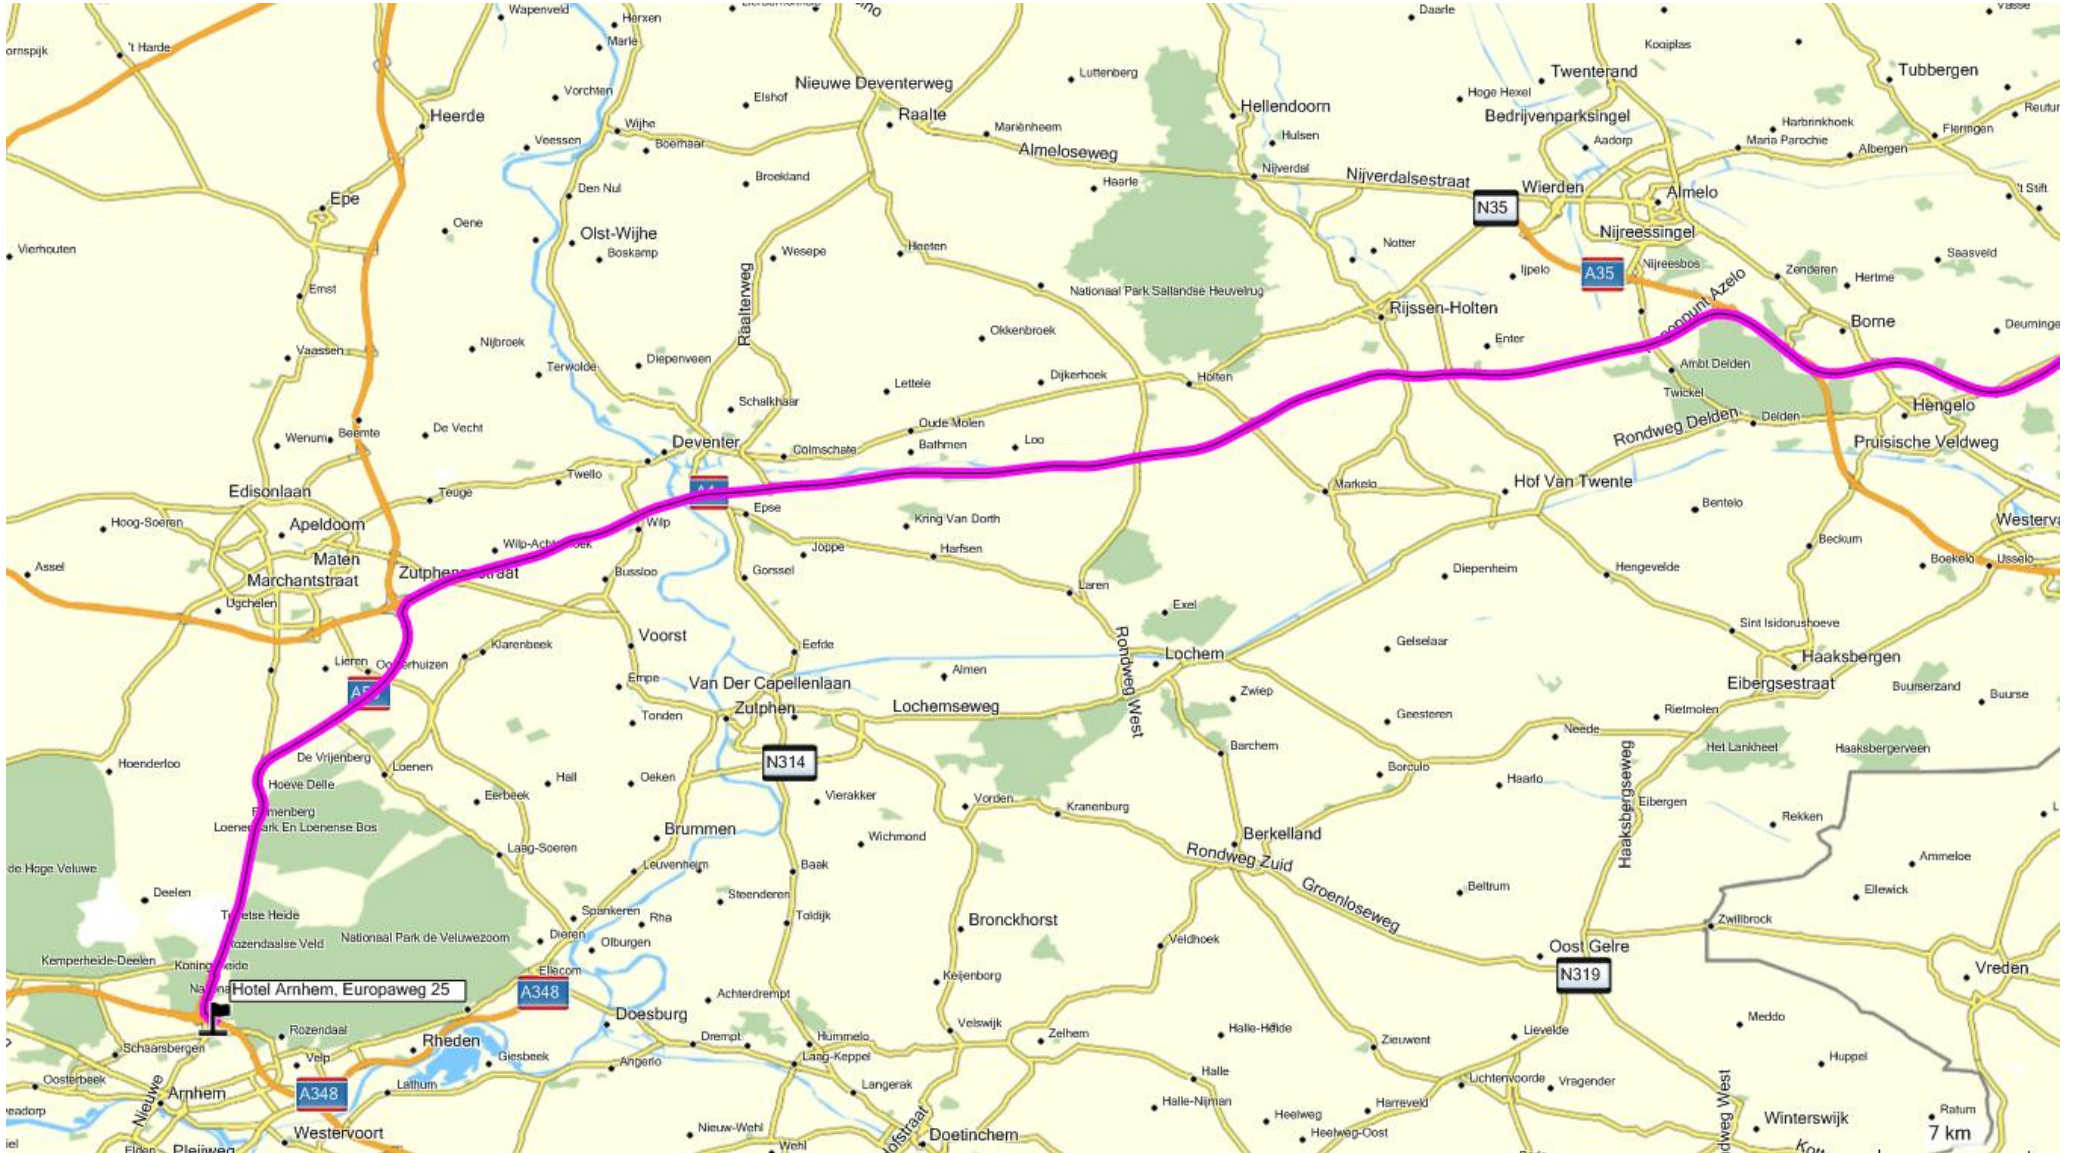 Wapenveld
Herxen
Daarle
't Harde
Marle
Kooiplas
Luttenberg
Twenterand
Tubbergen
Nieuwe Deventerweg
Vorchten
Elshof
Hoge Hexel
Hellendoorn
Heerde
Raalte
Bedrijvenparksingel
Wijhe
Mariënheem
Hulsen
Harbrinkhoek
Fleringen
Veessen
Boerhaar
Almeloseweg
Aadorp
Maria Parochie
Albergen
Nijverdal
Broekland
Haarle
Nijverdalsestraat
Den Nul
Wierden
Almelo
't Stift
Epe
N35
Oene
Olst-Wijhe
Nijreessingel
Vierhouten
Boskamp
Wesepe
Heeten
Notter
Saasveld
Ijpelo
A35
Nijreesbos
Zenderen
Hertme
Emst
Raalterweg
Nationaal Park Sallandse Heuvelrug
Rijssen-Holten
Borne
Okkenbroek
Enter
Vaassen
Nijbroek
Diepenveen
Terwolde
Lettele
Dijkerhoek
Holten
Ambt Delden
Twickel
Schalkhaar
Hengelo
Delden
Rondweg Delden
Wenum
Beemte
De Vecht
Oude Molen
Deventer
Colmschate
Bathmen
Loo
Pruisische Veldweg
Twello
Edisonlaan
Teuge
Markelo
Hof Van Twente
Epse
Bentelo
Hoog-Soeren
Apeldoorn
Wilp
Kring Van Dorth
Joppe
Harfsen
Beckum
Maten
Assel
Marchantstraat
Bussloo
Gorssel
Laren
Diepenheim
Hengevelde
Boekelo
Usselo
Ugchelen
Exel
Voorst
Klarenbeek
Eefde
Gelselaar
Sint Isidorushoeve
Lieren
Lochem
Haaksbergen
Empe
Van Der Capellenlaan
Almen
Rondweg West
Zwiep
Eibergsestraat
Buurserzand
Buurse
Tonden
Zutphen
Lochemseweg
Geesteren
Rietmolen
Neede
De Vrijenberg
Barchem
Het Lankheet
Haaksbergerveen
Hoenderloo
Loenen
N314
Borculo
Haarlo
Hoeve Delle
Hall
Oeken
Eerbeek
Vierakker
Vorden
Kranenburg
Haaksbergseweg
Eibergen
Rekken
Brummen
Wichmond
Berkelland
Laag-Soeren
Leuvenheim
Baak
Rondweg Zuid
Ammeloe
de Hoge Veluwe
Deelen
Steenderen
Groenloseweg
Beltrum
Ellewick
Spankeren
Rha
Toldijk
Bronckhorst
Zwillbrock
Nationaal Park de Veluwezoom
Dieren
Olburgen
Veldhoek
Oost Gelre
Kemperheide-Deelen
Ellecom
Keijenborg
N319
Vreden
Hotel Arnhem, Europaweg 25
A348
Achterdrempt
Doesburg
Velswijk
Meddo
Rozendaal
Rheden
Drempt
Hummelo
Zelhem
Halle-Heide
Zieuwent
Lievelde
Schaarsbergen
Velp
Giesbeek
Angerlo
Laag-Keppel
Huppel
Oosterbeek
Arnhem
A348
Lathum
Langerak
Halle
Lichtenvoorde
Vragender
Nieuwe
Halle-Nijman
Harreveld
Heelweg
Winterswijk
Ratum
Westervoort
Nieuw-Wehl
Doetinchem
Heelweg-Oost
7 km
Pleijweg
Wehl